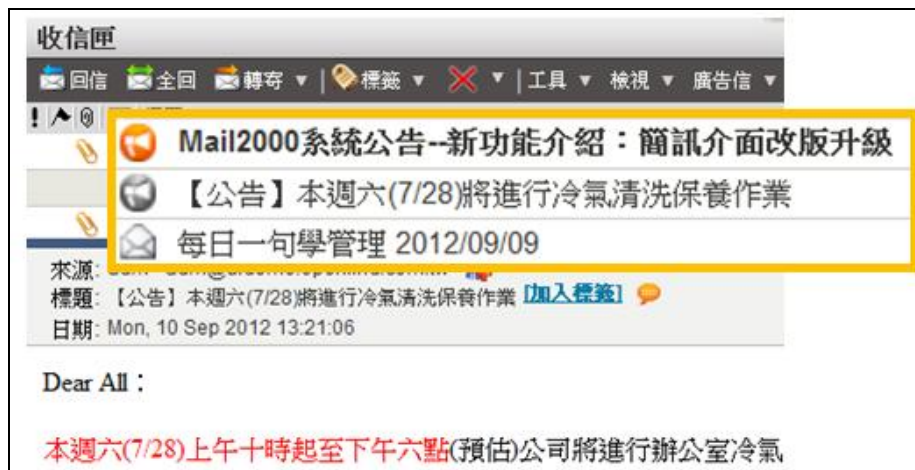 收信匣
回信 全回 轉寄 ▼ | 標籤 ▼ ▼ | 工具 ▼ 檢視 ▼ 廣告信 ▼
Mail2000系統公告--新功能介紹：簡訊介面改版升級
【公告】本週六(7/28)將進行冷氣清洗保養作業
每日一句學管理 2012/09/09
來源:
標題: 【公告】本週六(7/28)將進行冷氣清洗保養作業 [加入標籤]
日期: Mon, 10 Sep 2012 13:21:06
Dear All：
本週六(7/28)上午十時起至下午六點(預估)公司將進行辦公室冷氣